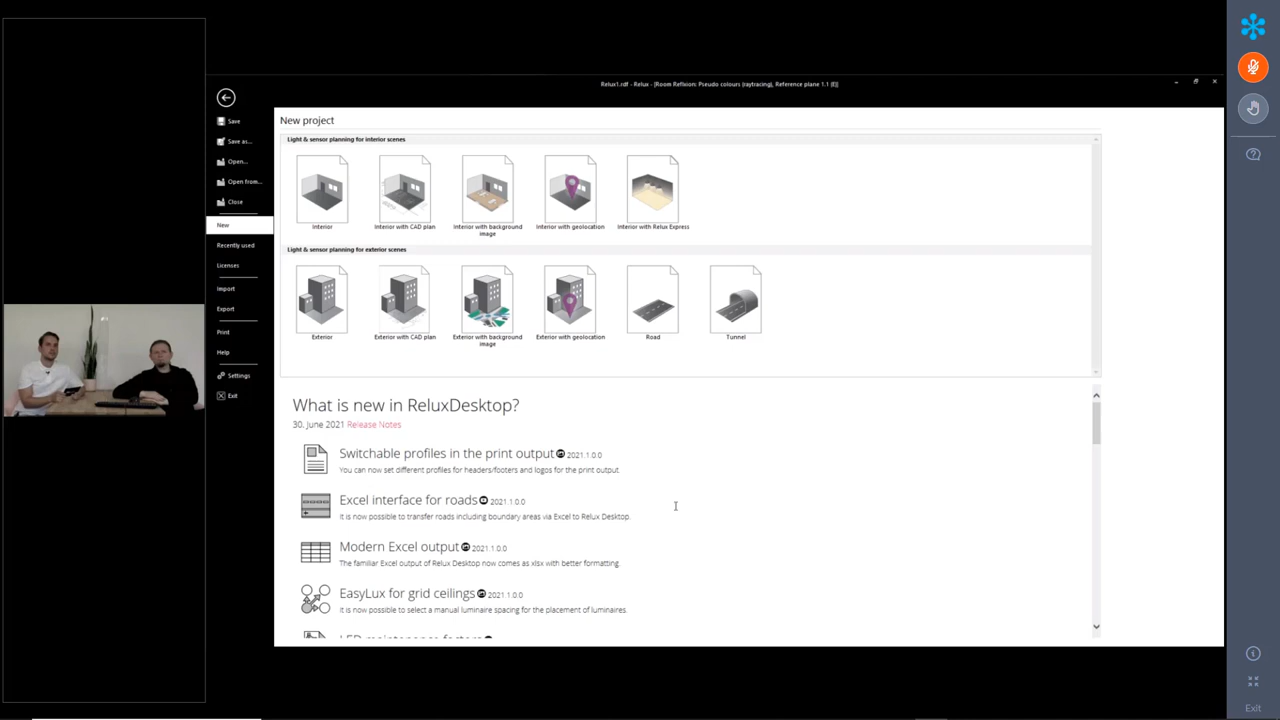 Relux1.rdf - Relux - [Room Reflxion: Pseudo colours (raytracing), Reference plane 1.1 (E)]
Save
Save as...
Open...
Open from...
Close
New
Recently used
Licenses
Import
Export
Print
Help
Settings
Exit
New project
Light & sensor planning for interior scenes
Interior
Interior with CAD plan
Interior with background
image
Interior with geolocation
Interior with Relux Express
Light & sensor planning for exterior scenes
Exterior
Exterior with CAD plan
Exterior with background
image
Exterior with geolocation
Road
Tunnel
What is new in ReluxDesktop?
30. June 2021 Release Notes
Switchable profiles in the print output 2021.1.0.0
You can now set different profiles for headers/footers and logos for the print output.
Excel interface for roads 2021.1.0.0
It is now possible to transfer roads including boundary areas via Excel to Relux Desktop.
Modern Excel output 2021.1.0.0
The familiar Excel output of Relux Desktop now comes as xlsx with better formatting.
EasyLux for grid ceilings 2021.1.0.0
It is now possible to select a manual luminaire spacing for the placement of luminaires.
LED maintenance factors
Exit